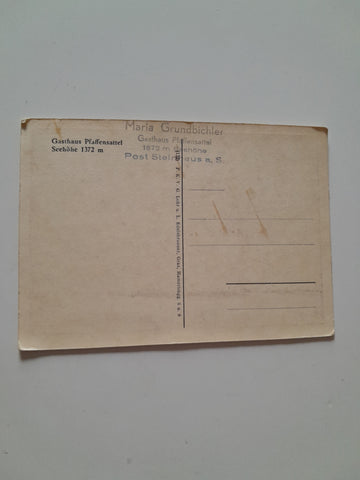 Gasthaus Pfaffensattel
Seehöhe 1372 m
Maria Grundbichler
Gasthaus Pfaffensattel
1372 m Seehöhe
Post Steinhaus a. S.